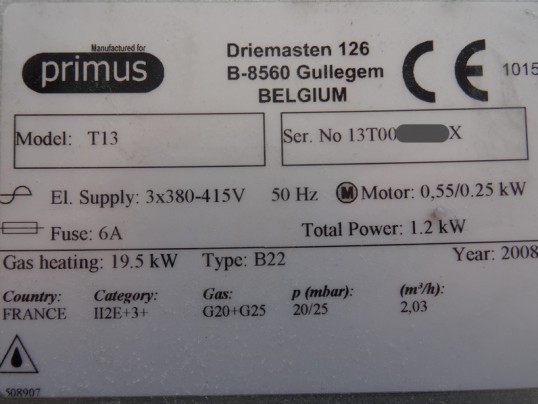 Manufactured for
primus
Driemasten 126
B-8560 Gullegem
BELGIUM
CE 1015
Model: T13
Ser. No 13T00 X
El. Supply: 3x380-415V 50 Hz M Motor: 0,55/0.25 kW
Fuse: 6A Total Power: 1.2 kW
Gas heating: 19.5 kW Type: B22 Year: 2008
Country: Category: Gas: p (mbar): (m³/h):
FRANCE II2E+3+ G20+G25 20/25 2,03
508907